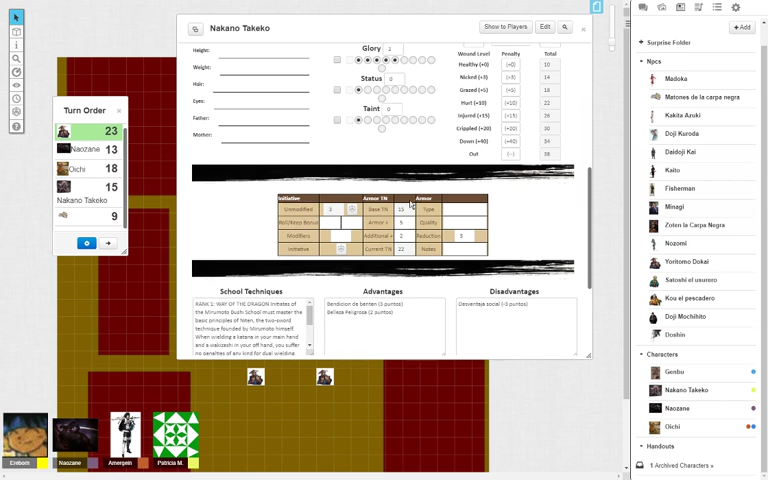 Nakano Takeko
Show to Players
Edit
+ Add
Turn Order
23
Naozane
13
Oichi
18
15
Nakano Takeko
9
Height:
Weight:
Hair:
Eyes:
Father:
Mother:
Glory
2
Status
0
Taint
0
Wound Level
Penalty
Total
Healthy (+0)
(+0)
10
Nicked (+3)
(+3)
14
Grazed (+5)
(+5)
18
Hurt (+10)
(+10)
22
Injured (+15)
(+15)
26
Crippled (+20)
(+20)
30
Down (+40)
(+40)
34
Out
38
Initiative
Armor TN
Armor
Unmodified
3
Base TN
15
Type
Roll/Keep Bonus
Armor +
5
Quality
Modifiers
Additional +
2
Reduction
3
Initiative
Current TN
22
Notes
School Techniques
Advantages
Disadvantages
RANK 1: WAY OF THE DRAGON Initiates of
the Mirumoto Bushi School must master the
basic principles of Niten, the two-sword
technique founded by Mirumoto himself.
When wielding a katana in your main hand
and a wakizashi in your off hand, you suffer
no penalties of any kind for dual wielding.
Bendicion de benten (3 puntos)
Belleza Peligrosa (2 puntos)
Desventaja social (-3 puntos)
Surprise Folder
Npcs
Madoka
Matones de la carpa negra
Kakita Azuki
Doji Kuroda
Daidoji Kai
Kaito
Fisherman
Minagi
Zoten la Carpa Negra
Nozomi
Yoritomo Dokai
Satoshi el usurero
Kou el pescador
Doji Mochihito
Doshin
Characters
Genbu
Nakano Takeko
Naozane
Oichi
Handouts
1 Archived Characters »
Naozane
Amergein
Patricia M.